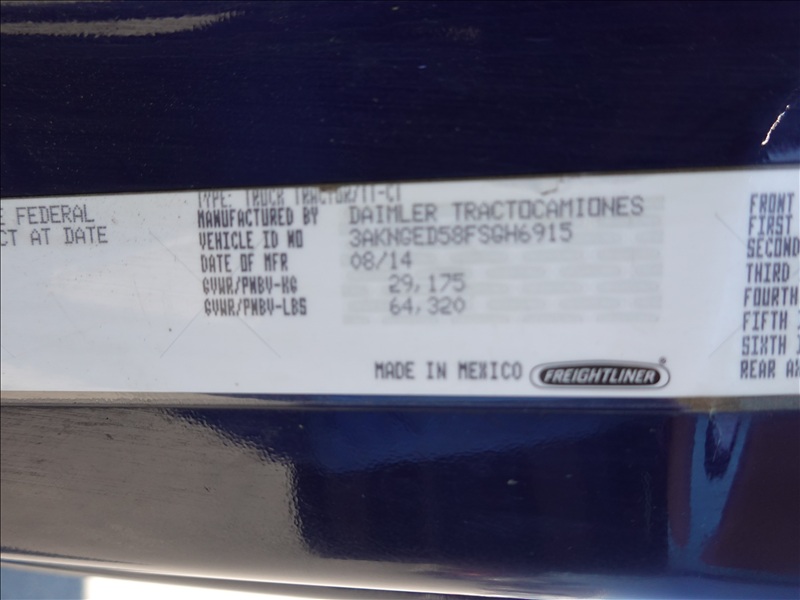 TYPE: TRUCK TRACTOR/TT-CT
E FEDERAL
CT AT DATE
MANUFACTURED BY DAIMLER TRACTOCAMIONES
VEHICLE ID NO 3AKNGED58FSGH6915
DATE OF MFR 08/14
GVWR/PNBV-KG 29,175
GVWR/PNBV-LBS 64,320
MADE IN MEXICO FREIGHTLINER®
FRONT
FIRST
SECOND
THIRD
FOURTH
FIFTH
SIXTH
REAR AX